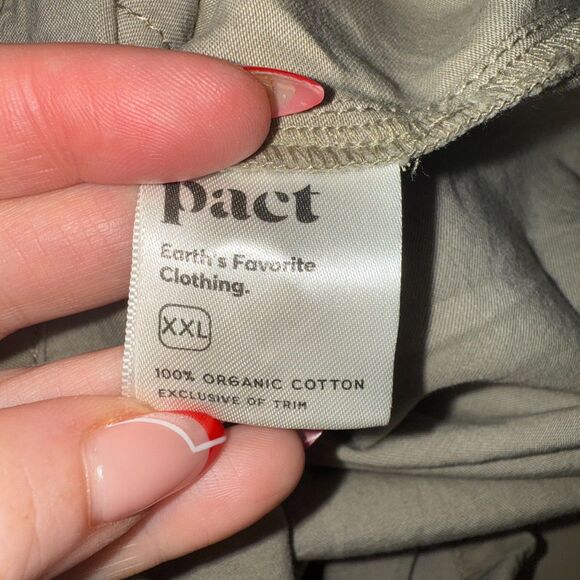 pact
Earth's Favorite
Clothing.
XXL
100% ORGANIC COTTON
EXCLUSIVE OF TRIM